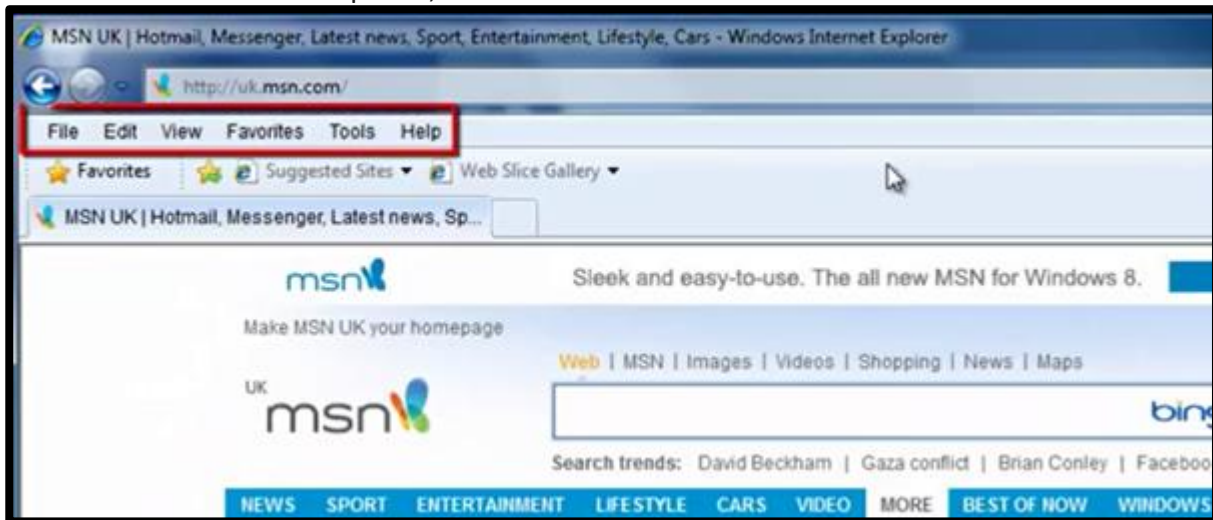 MSN UK | Hotmail, Messenger, Latest news, Sport, Entertainment, Lifestyle, Cars - Windows Internet Explorer
http://uk.msn.com/
File Edit View Favorites Tools Help
Favorites Suggested Sites Web Slice Gallery
MSN UK | Hotmail, Messenger, Latest news, Sp...
msn Sleek and easy-to-use. The all new MSN for Windows 8.
Make MSN UK your homepage
Web | MSN | Images | Videos | Shopping | News | Maps
UK
msn bing
Search trends: David Beckham | Gaza conflict | Brian Conley | Faceboo
NEWS SPORT ENTERTAINMENT LIFESTYLE CARS VIDEO MORE BEST OF NOW WINDOWS